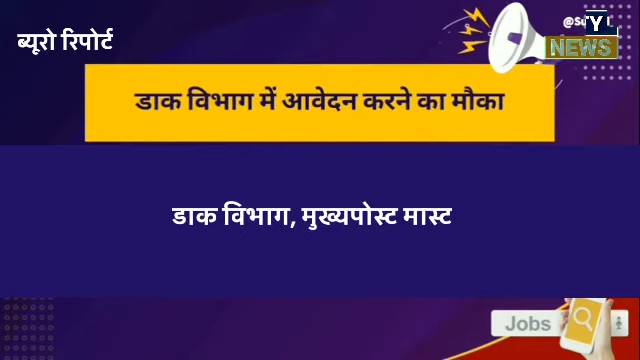 ब्यूरो रिपोर्ट
Y
NEWS
डाक विभाग में आवेदन करने का मौका
डाक विभाग, मुख्यपोस्ट मास्ट
Jobs